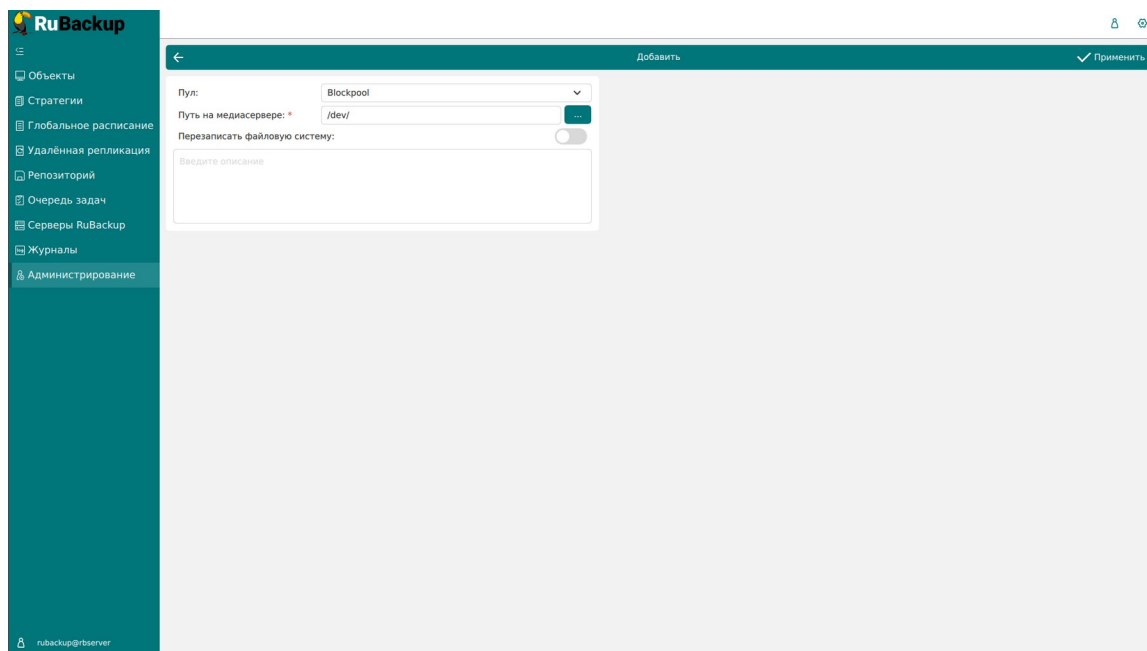 RuBackup
Объекты
Стратегии
Глобальное расписание
Удалённая репликация
Репозиторий
Очередь задач
Серверы RuBackup
Журналы
Администрирование
rubackup@rbserver
Добавить
Применить
Пул: Blockpool
Путь на медиасервере: * /dev/ ...
Перезаписать файловую систему:
Введите описание